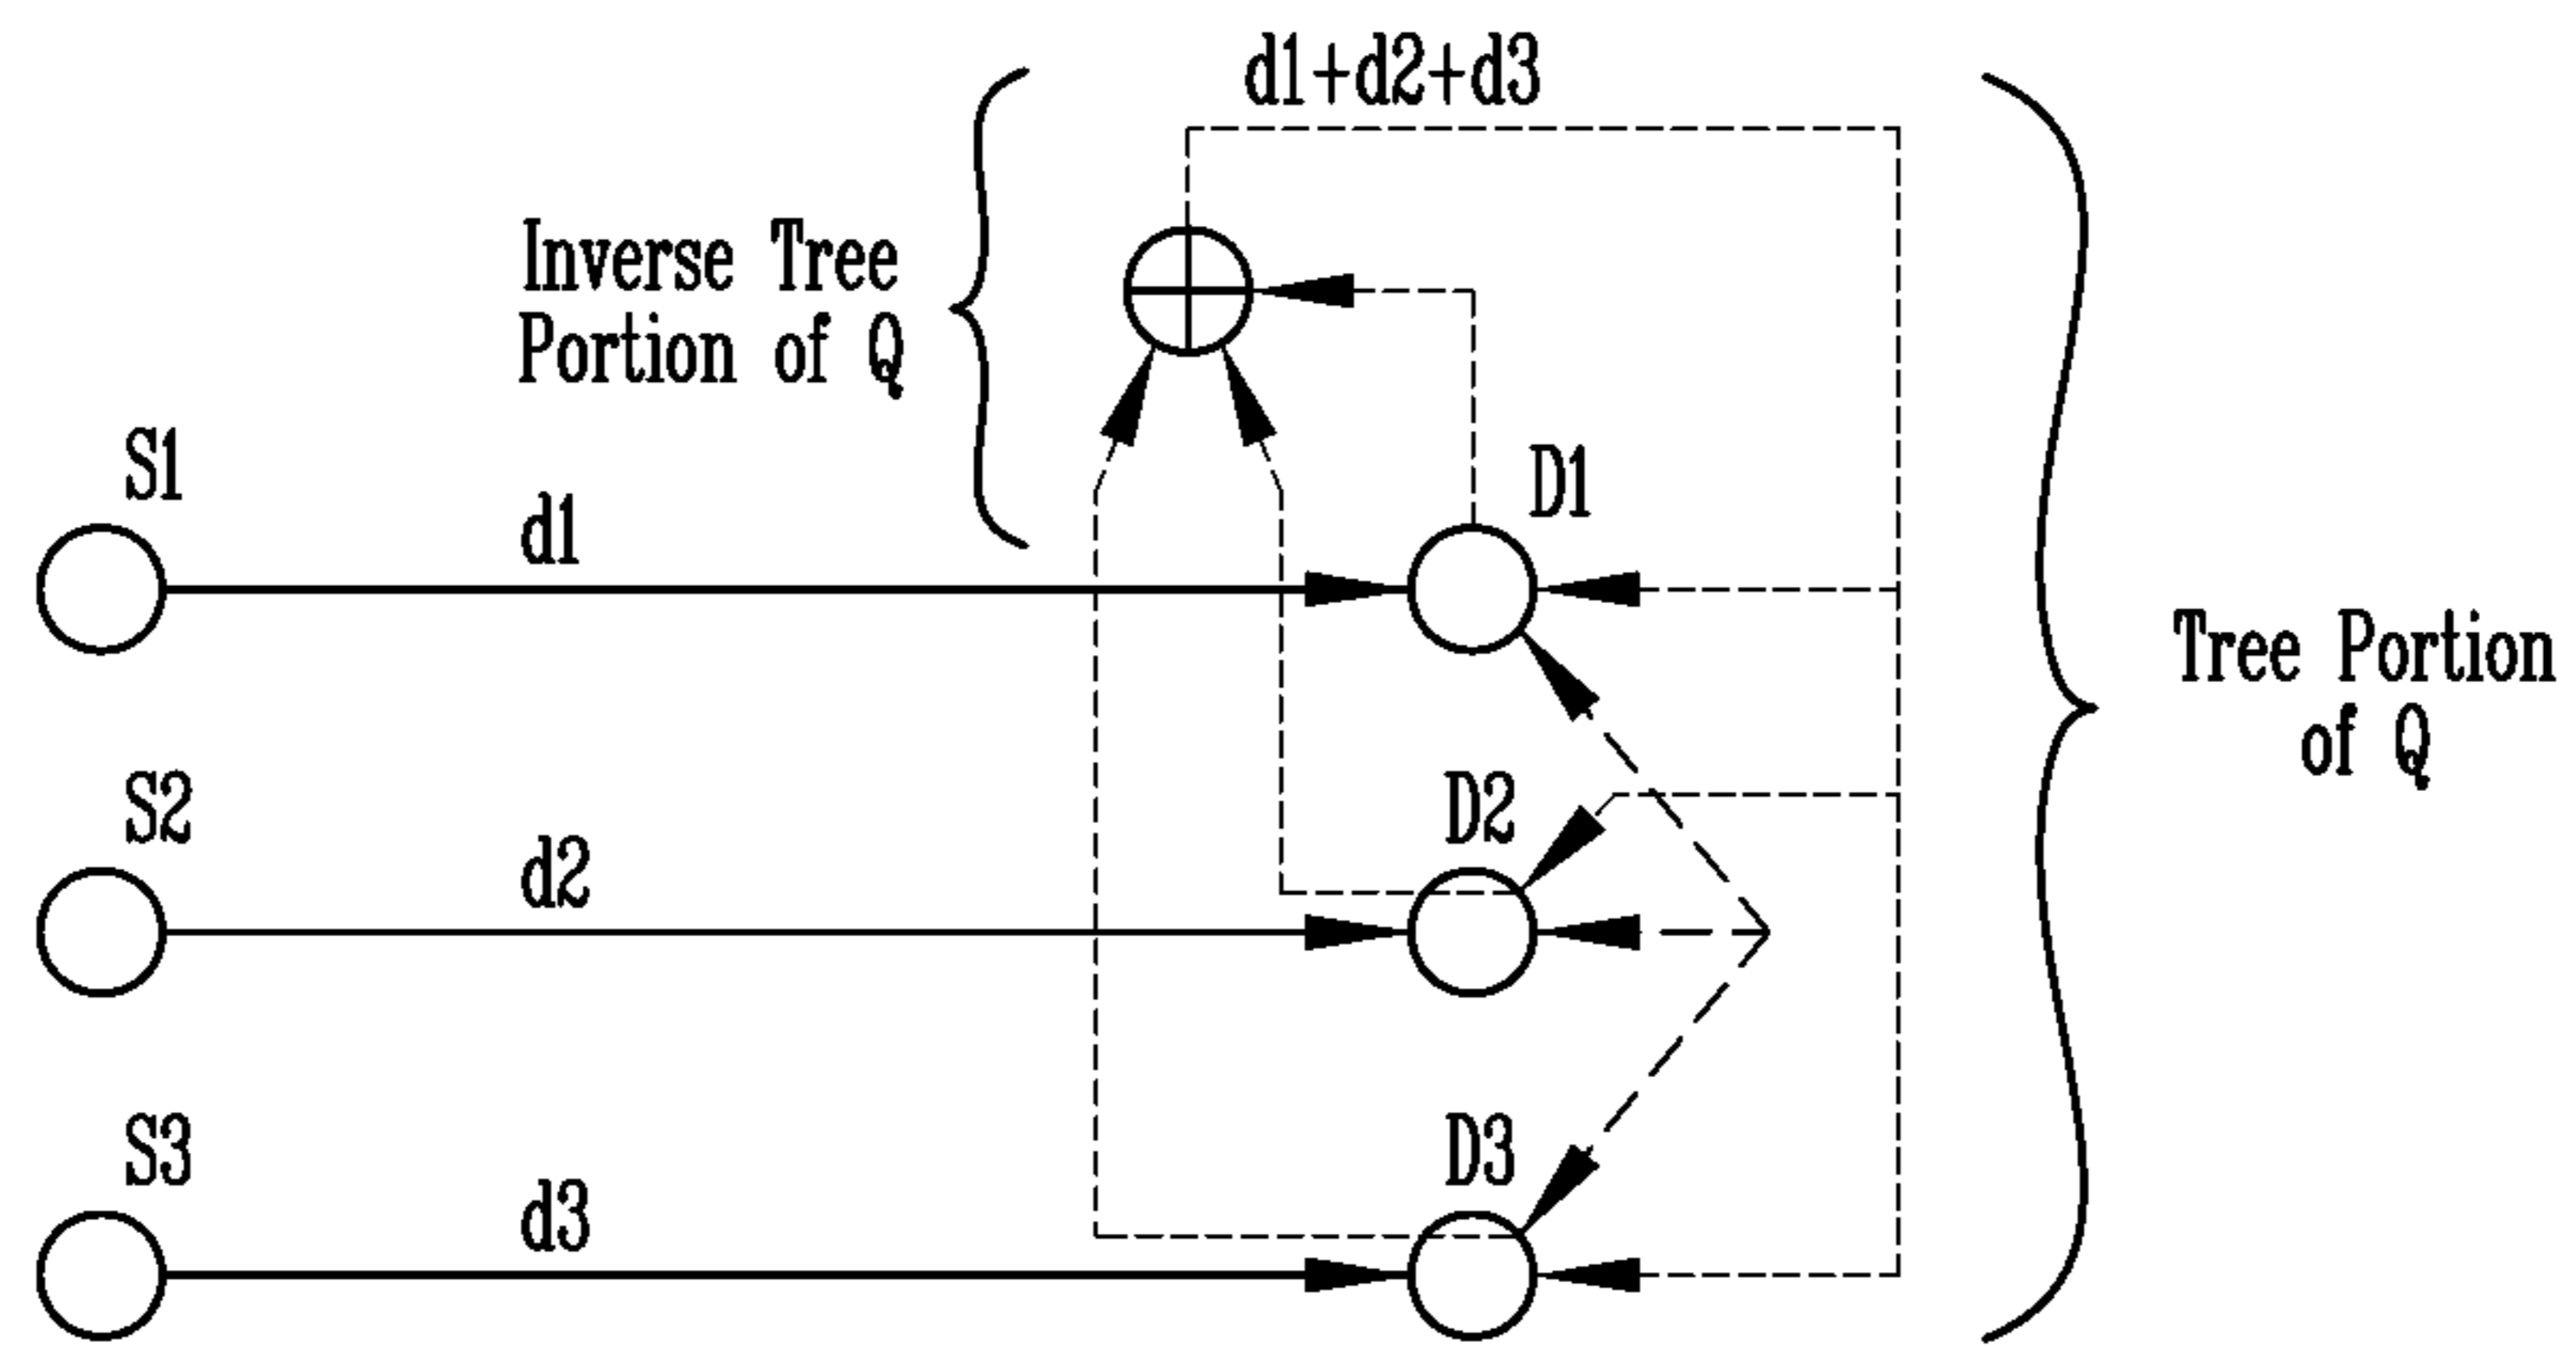 d1+d2+d3
Inverse Tree
Portion of Q
S1
d1
D1
Tree Portion
of Q
S2
d2
D2
S3
d3
D3